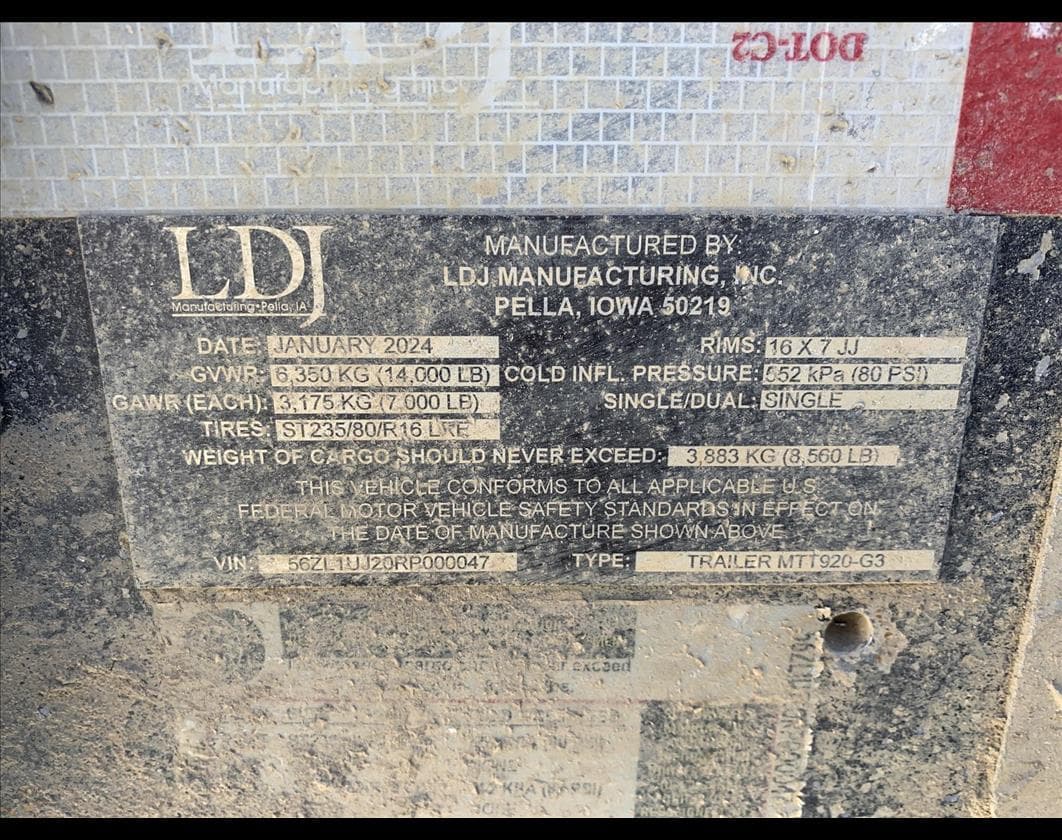 DOT-C2
LDJ
Manufacturing Inc.
LDJ
Manufacturing•Pella, IA
MANUFACTURED BY:
LDJ MANUFACTURING, INC.
PELLA, IOWA 50219
DATE: JANUARY 2024
RIMS: 16 X 7 JJ
GVWR: 6,350 KG (14,000 LB)
COLD INFL. PRESSURE: 552 kPa (80 PSI)
GAWR (EACH): 3,175 KG (7,000 LB)
SINGLE/DUAL: SINGLE
TIRES: ST235/80/R16 LRE
WEIGHT OF CARGO SHOULD NEVER EXCEED: 3,883 KG (8,560 LB)
THIS VEHICLE CONFORMS TO ALL APPLICABLE U.S.
FEDERAL MOTOR VEHICLE SAFETY STANDARDS IN EFFECT ON
THE DATE OF MANUFACTURE SHOWN ABOVE
VIN: 56ZL1UJ20RP000047
TYPE: TRAILER MTT920-G3
exceed